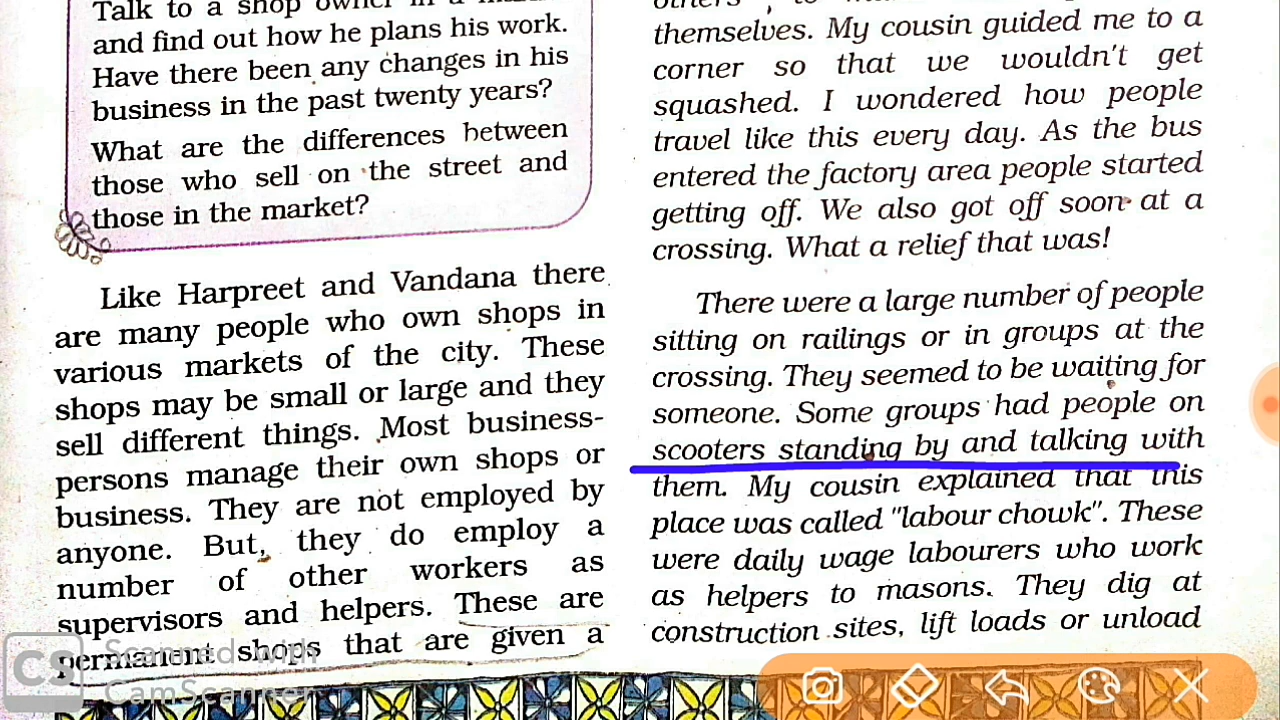 Talk to a shop owner in a
and find out how he plans his work.
Have there been any changes in his
business in the past twenty years?
What are the differences between
those who sell on the street and
those in the market?
Like Harpreet and Vandana there
are many people who own shops in
various markets of the city. These
shops may be small or large and they
sell different things. Most business-
persons manage their own shops or
business. They are not employed by
anyone. But, they do employ a
number of other workers as
supervisors and helpers. These are
permanent shops that are given a
themselves. My cousin guided me to a
corner so that we wouldn't get
squashed. I wondered how people
travel like this every day. As the bus
entered the factory area people started
getting off. We also got off soon at a
crossing. What a relief that was!
There were a large number of people
sitting on railings or in groups at the
crossing. They seemed to be waiting for
someone. Some groups had people on
scooters standing by and talking with
them. My cousin explained that this
place was called "labour chowk". These
were daily wage labourers who work
as helpers to masons. They dig at
construction sites, lift loads or unload
CS
Scanned with
CamScanner